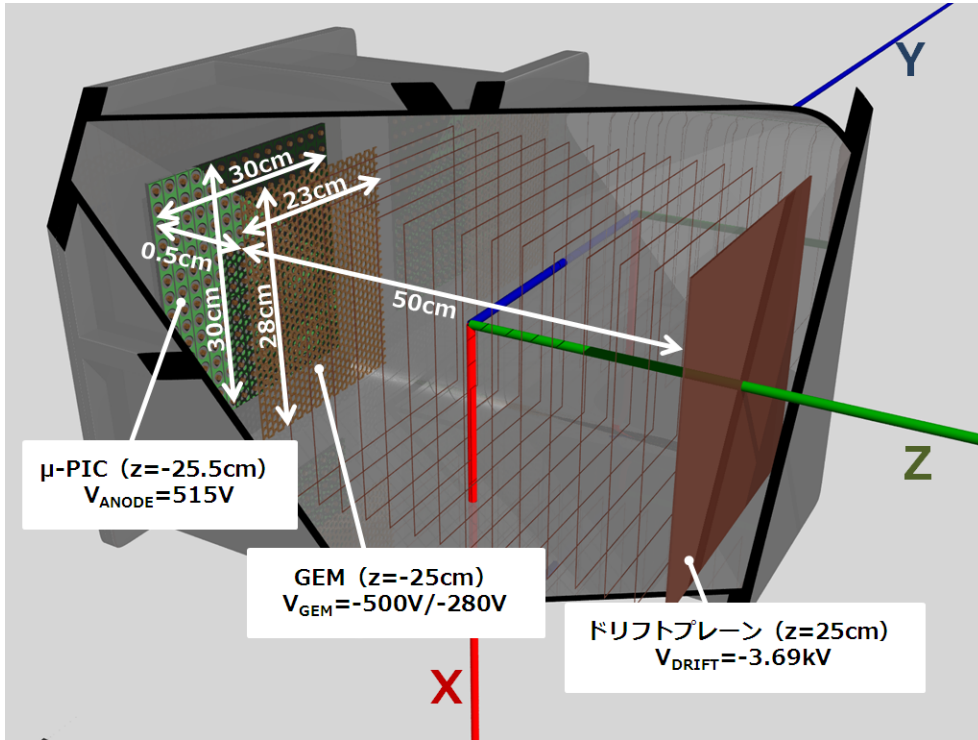 Y
30cm
23cm
0.5cm
50cm
30cm
28cm
Z
μ-PIC（z=-25.5cm）
VANODE=515V
GEM（z=-25cm）
VGEM=-500V/-280V
ドリフトプレーン（z=25cm）
VDRIFT=-3.69kV
X